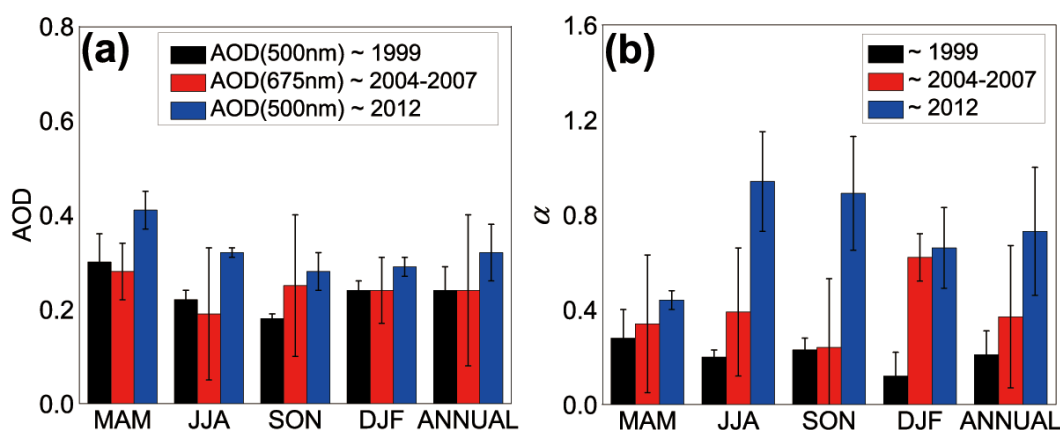 (a)
AOD(500nm) ~ 1999
AOD(675nm) ~ 2004-2007
AOD(500nm) ~ 2012
0.8
0.6
0.4
0.2
0.0
AOD
MAM JJA SON DJF ANNUAL
(b)
~ 1999
~ 2004-2007
~ 2012
1.6
1.2
0.8
0.4
0.0
α
MAM JJA SON DJF ANNUAL